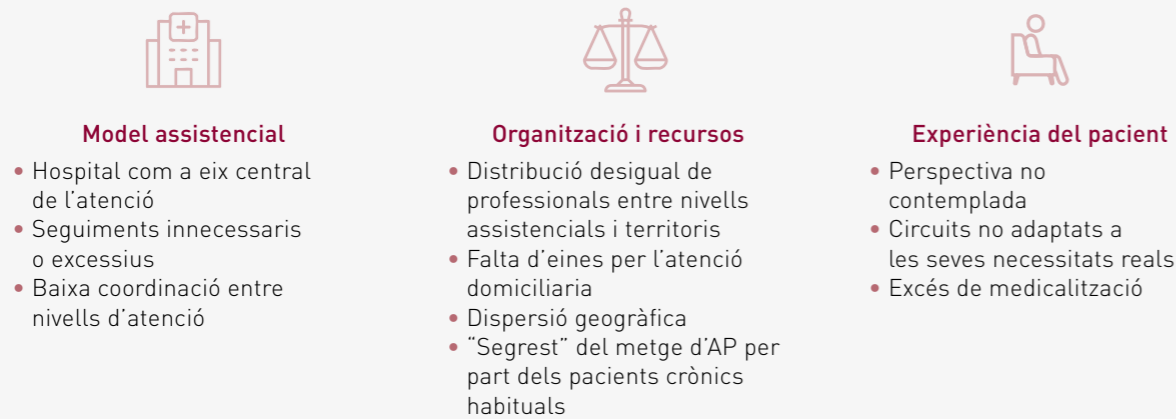 Model assistencial
• Hospital com a eix central
de l’atenció
• Seguiments innecessaris
o excessius
• Baixa coordinació entre
nivells d’atenció
Organització i recursos
• Distribució desigual de
professionals entre nivells
assistencials i territoris
• Falta d’eines per l’atenció
domiciliaria
• Dispersió geogràfica
• “Segrest” del metge d’AP per
part dels pacients crònics
habituals
Experiència del pacient
• Perspectiva no
contemplada
• Circuits no adaptats a
les seves necessitats reals
• Excés de medicalització